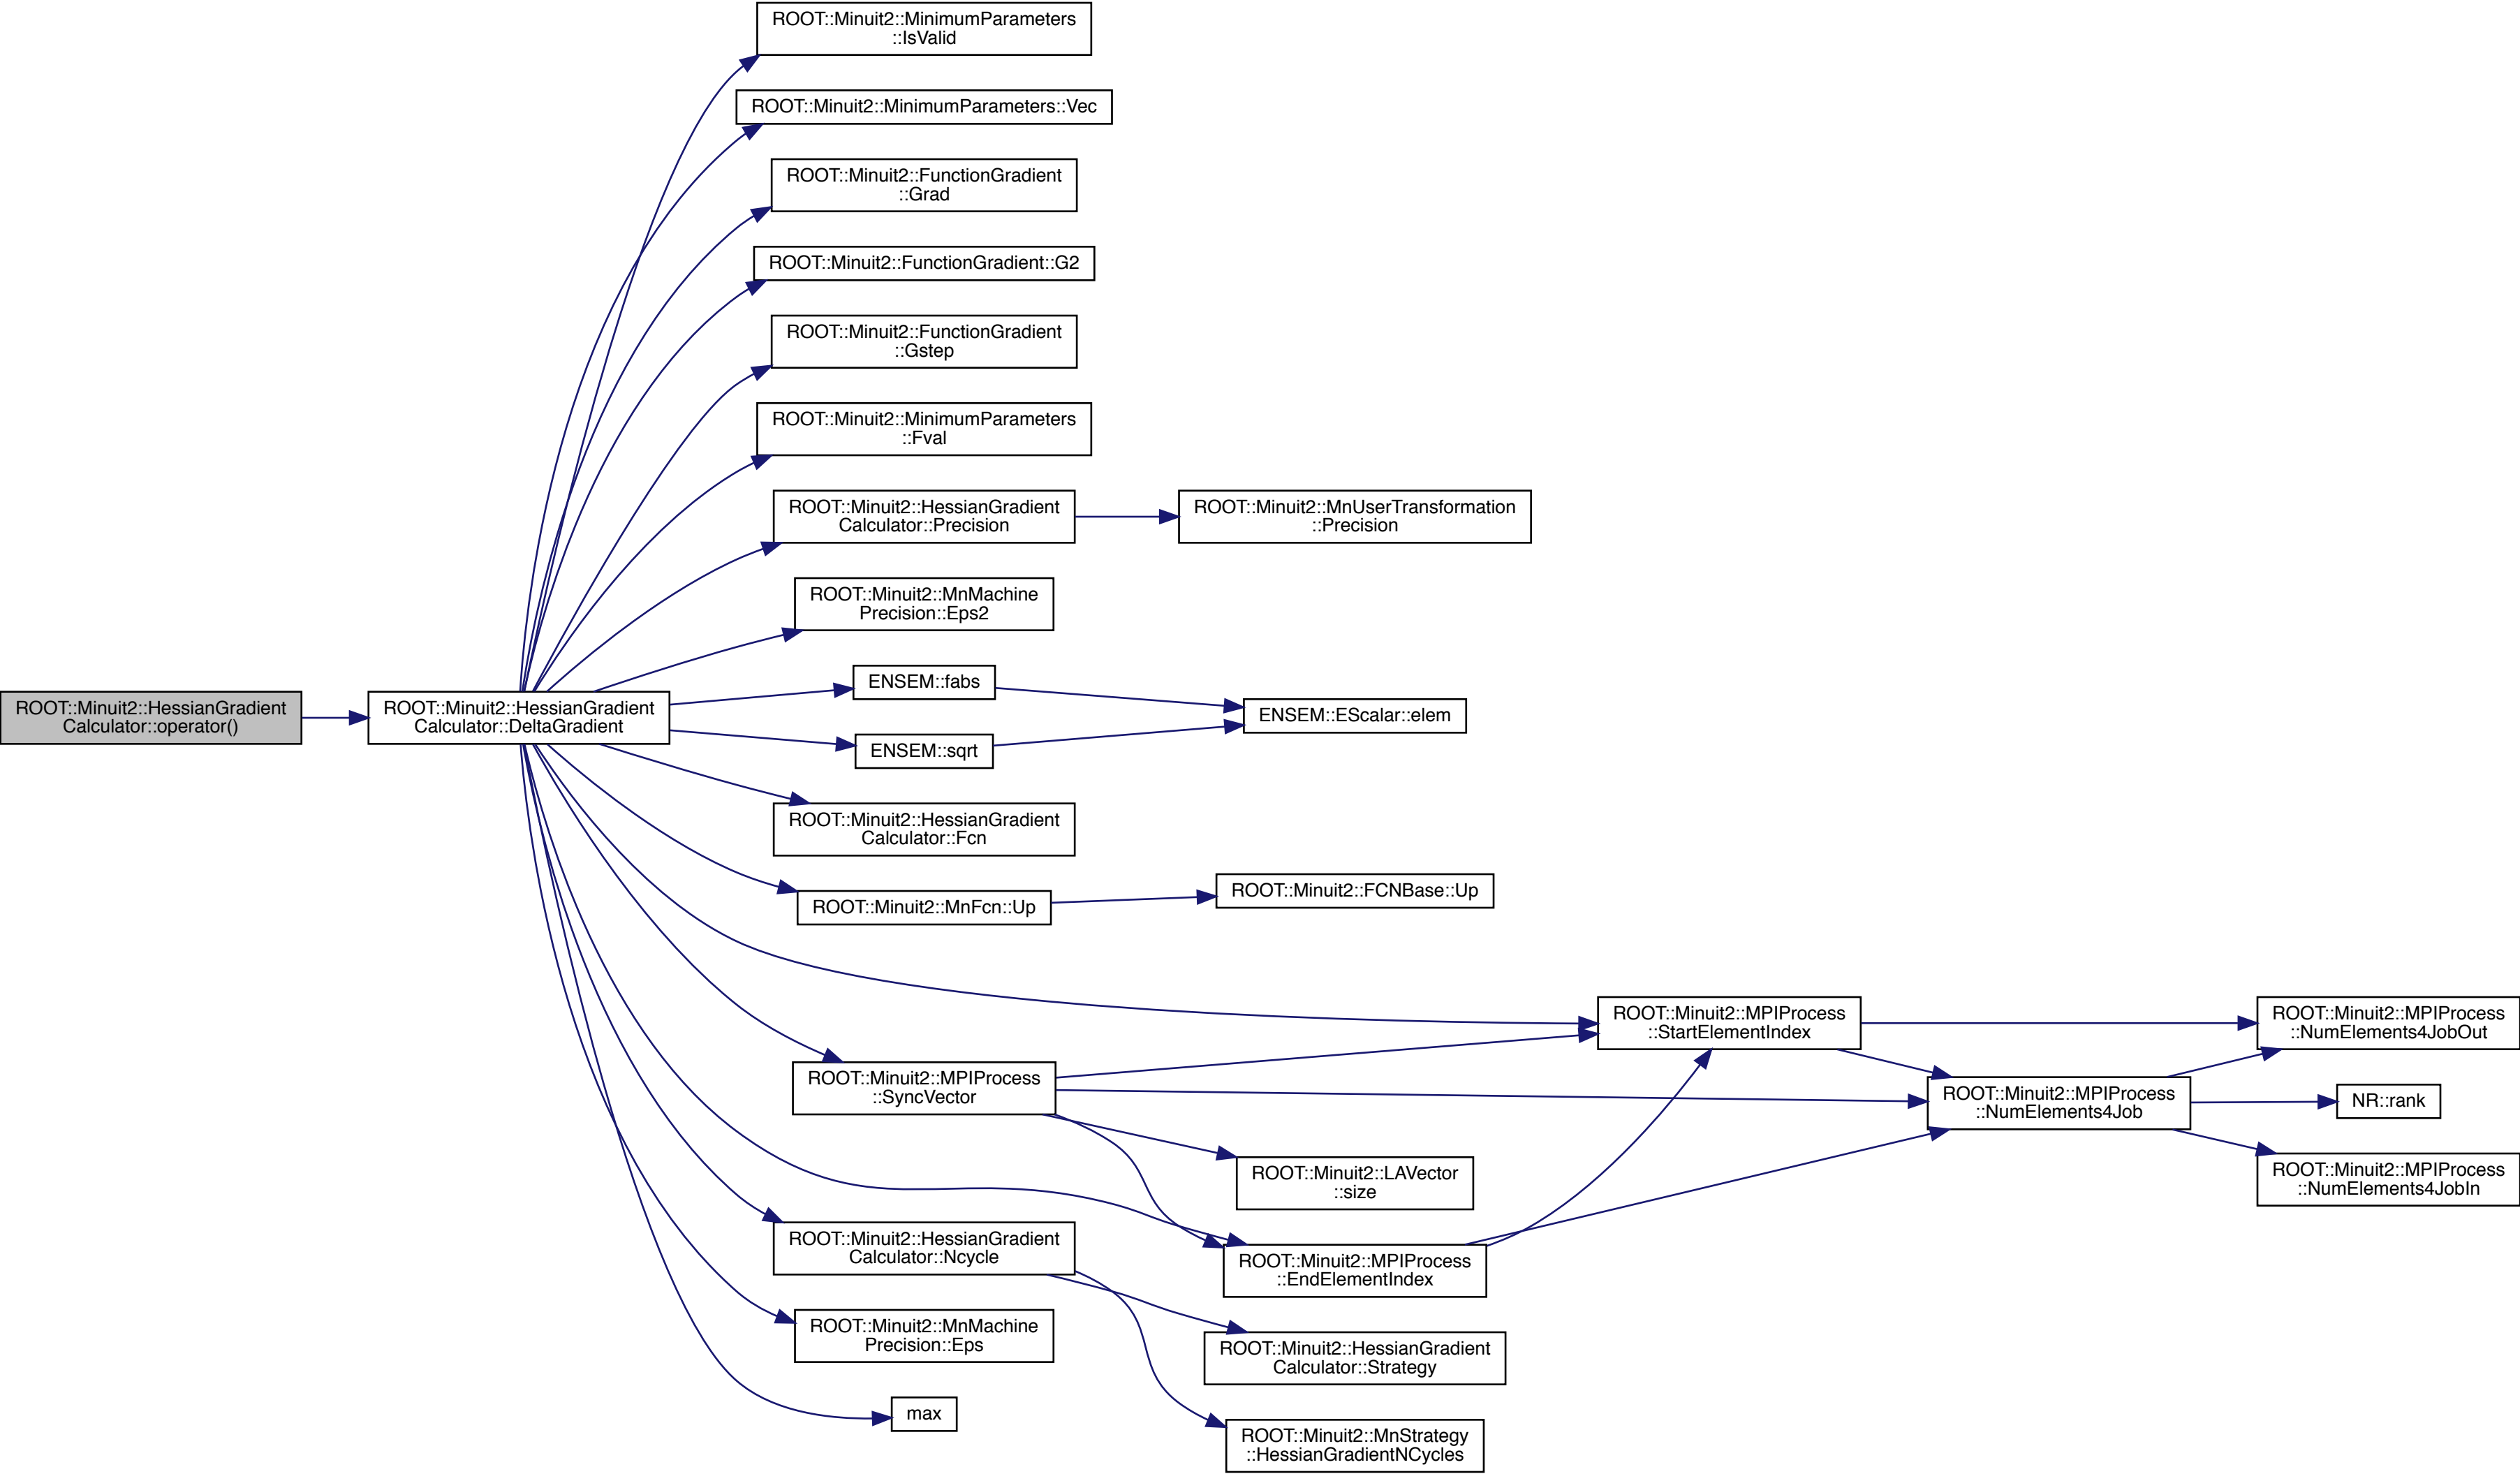 ROOT::Minuit2::HessianGradient
Calculator::operator()
ROOT::Minuit2::HessianGradient
Calculator::DeltaGradient
ROOT::Minuit2::MinimumParameters
::IsValid
ROOT::Minuit2::MinimumParameters::Vec
ROOT::Minuit2::FunctionGradient
::Grad
ROOT::Minuit2::FunctionGradient::G2
ROOT::Minuit2::FunctionGradient
::Gstep
ROOT::Minuit2::MinimumParameters
::Fval
ROOT::Minuit2::HessianGradient
Calculator::Precision
ROOT::Minuit2::MnUserTransformation
::Precision
ROOT::Minuit2::MnMachine
Precision::Eps2
ENSEM::fabs
ENSEM::sqrt
ENSEM::EScalar::elem
ROOT::Minuit2::HessianGradient
Calculator::Fcn
ROOT::Minuit2::MnFcn::Up
ROOT::Minuit2::FCNBase::Up
ROOT::Minuit2::MPIProcess
::SyncVector
ROOT::Minuit2::MPIProcess
::StartElementIndex
ROOT::Minuit2::MPIProcess
::NumElements4Job
ROOT::Minuit2::MPIProcess
::NumElements4JobOut
NR::rank
ROOT::Minuit2::MPIProcess
::NumElements4JobIn
ROOT::Minuit2::LAVector
::size
ROOT::Minuit2::MPIProcess
::EndElementIndex
ROOT::Minuit2::HessianGradient
Calculator::Ncycle
ROOT::Minuit2::HessianGradient
Calculator::Strategy
ROOT::Minuit2::MnStrategy
::HessianGradientNCycles
ROOT::Minuit2::MnMachine
Precision::Eps
max